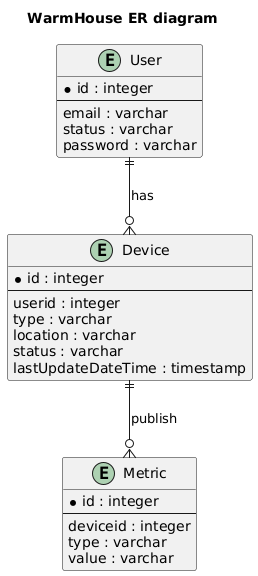 WarmHouse ER diagram
E User
id : integer
email : varchar
status : varchar
password : varchar
has
E Device
id : integer
userid : integer
type : varchar
location : varchar
status : varchar
lastUpdateDateTime : timestamp
publish
E Metric
id : integer
deviceid : integer
type : varchar
value : varchar